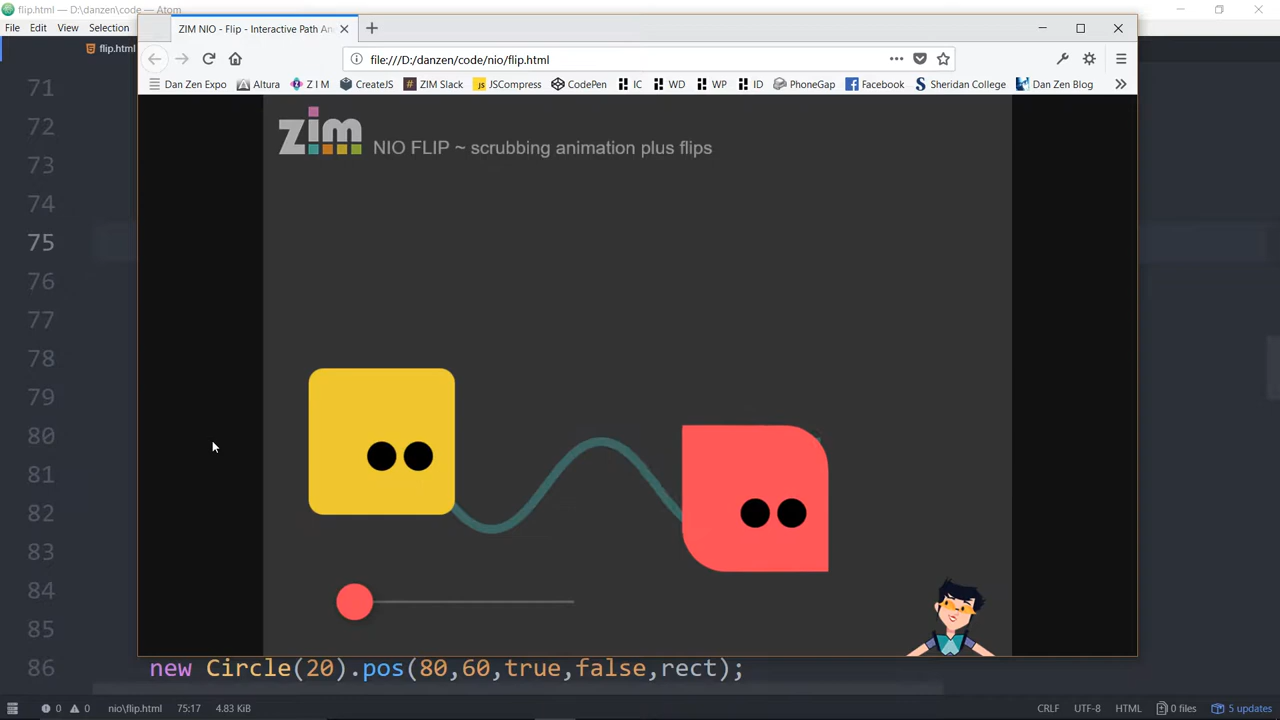 flip.html — D:\danzen\code — Atom
File Edit View Selection
flip.html
ZIM NIO - Flip - Interactive Path An
file:///D:/danzen/code/nio/flip.html
Dan Zen Expo Altura Z I M CreateJS ZIM Slack JSCompress CodePen IC WD WP ID PhoneGap Facebook Sheridan College Dan Zen Blog
zim NIO FLIP ~ scrubbing animation plus flips
71
72
73
74
75
76
77
78
79
80
81
82
83
84
85
86 new Circle(20).pos(80,60,true,false,rect);
0 0 nio\flip.html 75:17 4.83 KiB CRLF UTF-8 HTML 0 files 5 updates